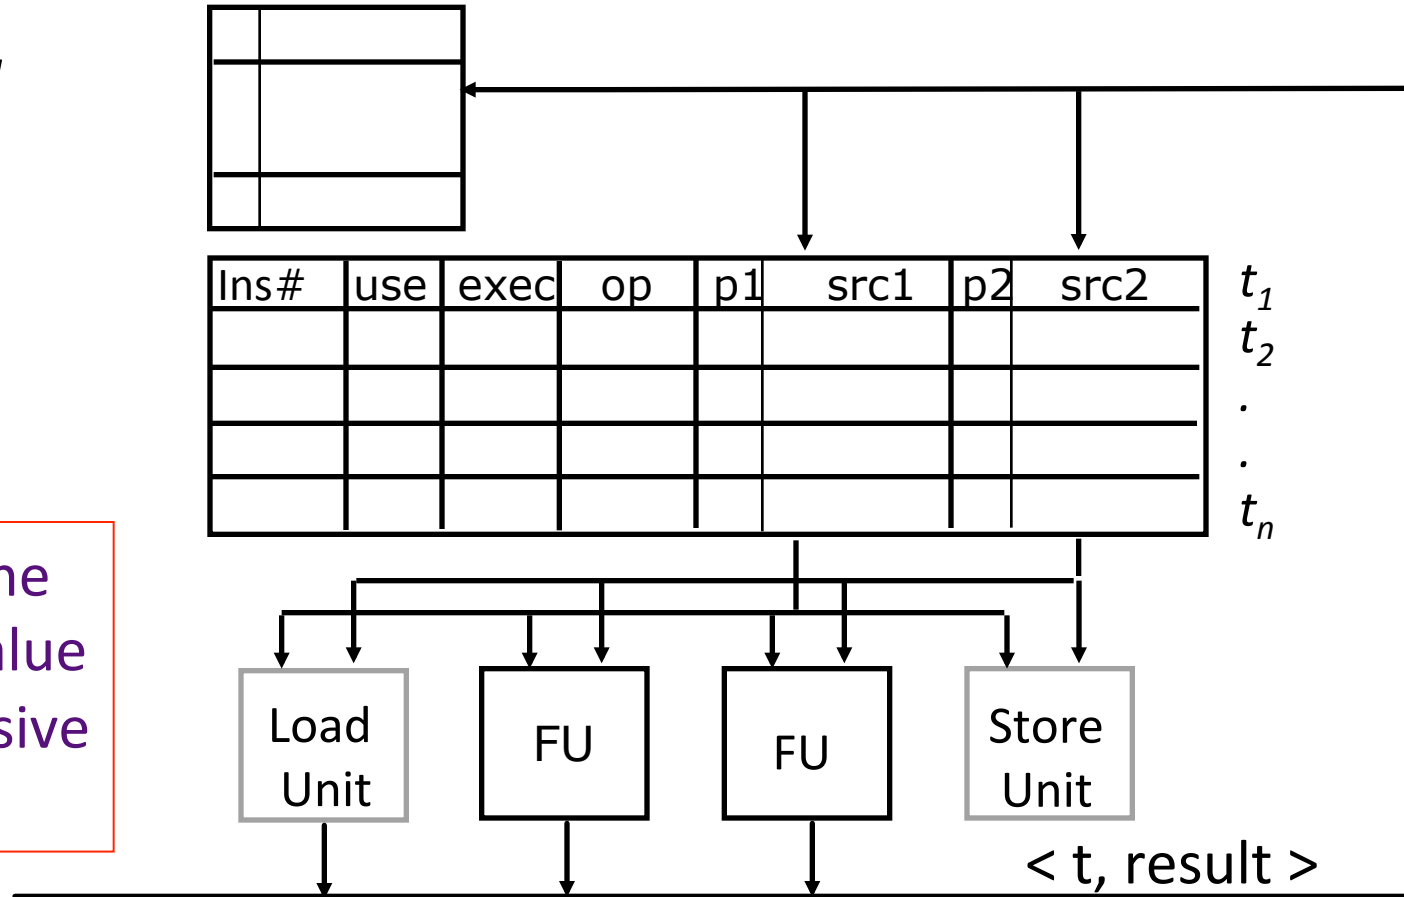 Ins# use exec op p1 src1 p2 src2 t1
t2
.
.
tn
ne
alue
sive
Load
Unit
FU
FU
Store
Unit
< t, result >